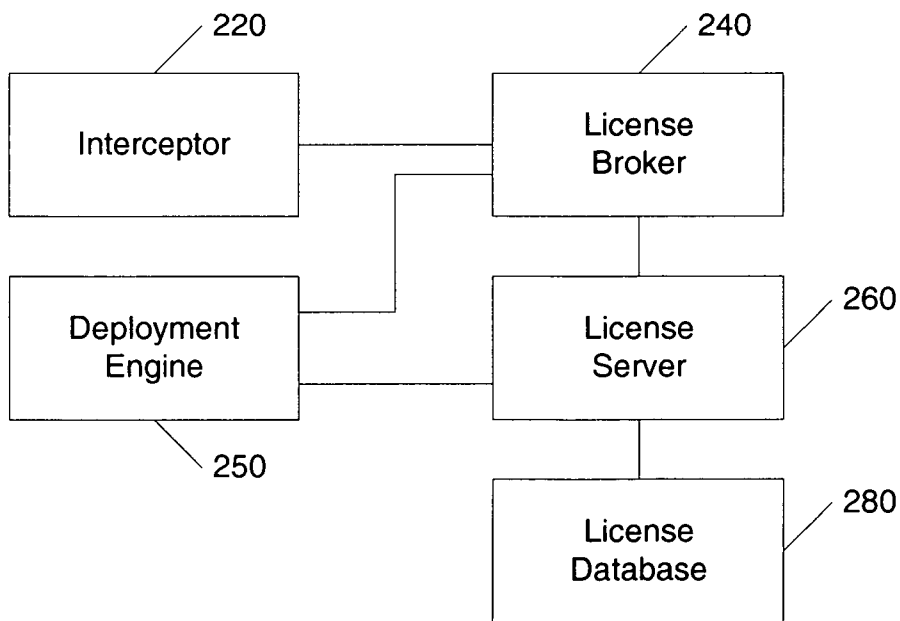 220
240
Interceptor
License
Broker
Deployment
Engine
License
Server
260
250
License
Database
280